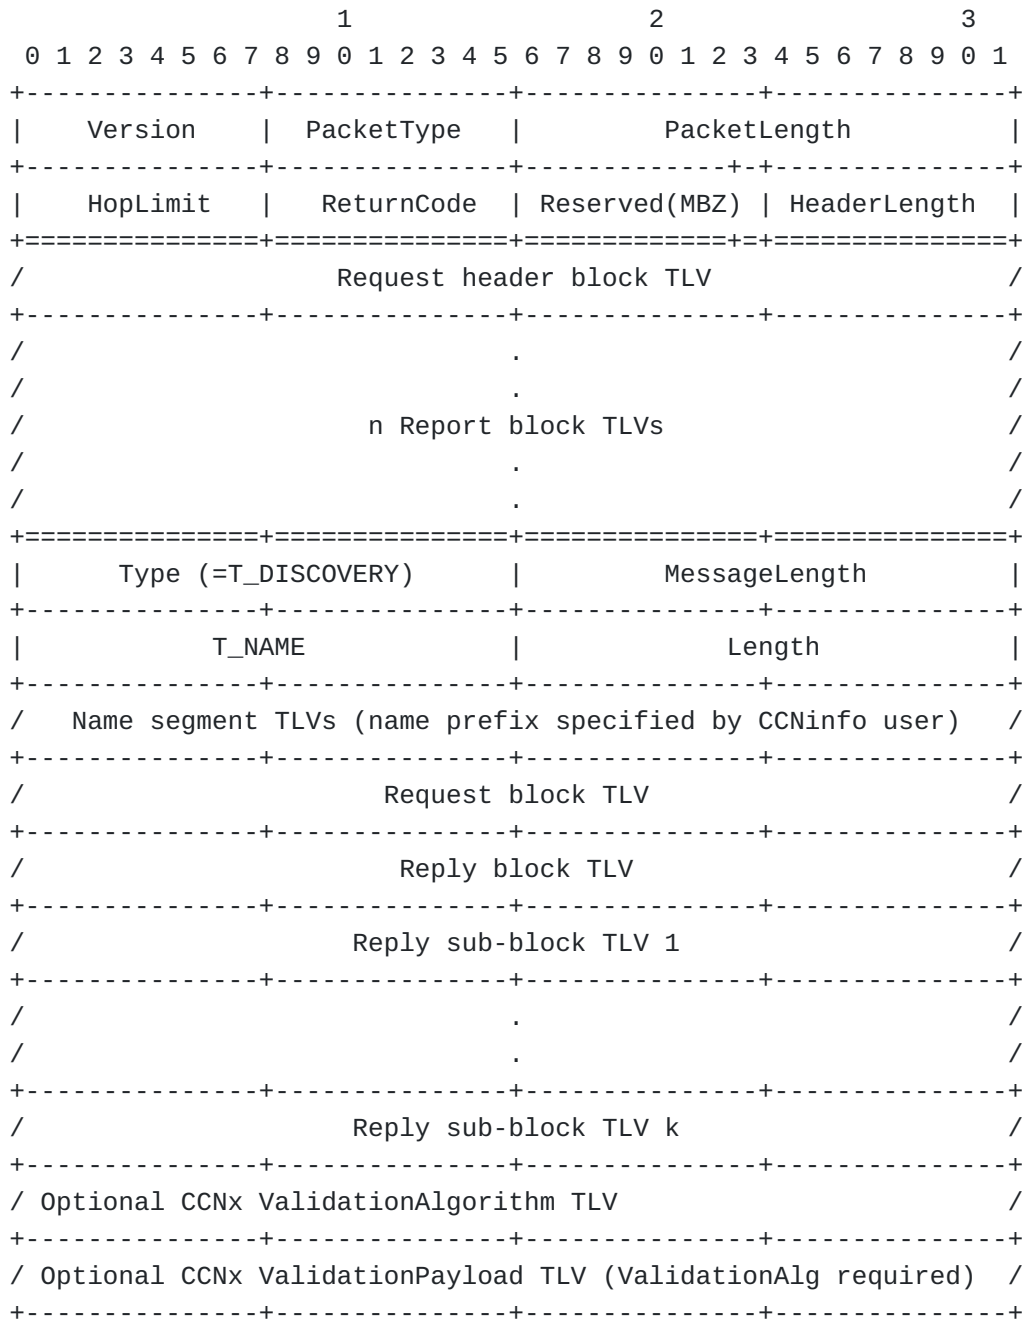 1                   2                   3
 0 1 2 3 4 5 6 7 8 9 0 1 2 3 4 5 6 7 8 9 0 1 2 3 4 5 6 7 8 9 0 1
+---------------+---------------+---------------+---------------+
|    Version    |  PacketType   |         PacketLength          |
+---------------+---------------+-------------+-+---------------+
|    HopLimit   |   ReturnCode  | Reserved(MBZ) | HeaderLength  |
+===============+===============+=============+=+===============+
/                    Request header block TLV                   /
+---------------+---------------+---------------+---------------+
/                               .                               /
/                               .                               /
/                      n Report block TLVs                      /
/                               .                               /
/                               .                               /
+===============+===============+===============+===============+
|      Type (=T_DISCOVERY)      |         MessageLength         |
+---------------+---------------+---------------+---------------+
|            T_NAME             |             Length            |
+---------------+---------------+---------------+---------------+
/   Name segment TLVs (name prefix specified by CCNinfo user)   /
+---------------+---------------+---------------+---------------+
/                       Request block TLV                       /
+---------------+---------------+---------------+---------------+
/                        Reply block TLV                        /
+---------------+---------------+---------------+---------------+
/                     Reply sub-block TLV 1                     /
+---------------+---------------+---------------+---------------+
/                               .                               /
/                               .                               /
+---------------+---------------+---------------+---------------+
/                     Reply sub-block TLV k                     /
+---------------+---------------+---------------+---------------+
/ Optional CCNx ValidationAlgorithm TLV                         /
+---------------+---------------+---------------+---------------+
/ Optional CCNx ValidationPayload TLV (ValidationAlg required)  /
+---------------+---------------+---------------+---------------+